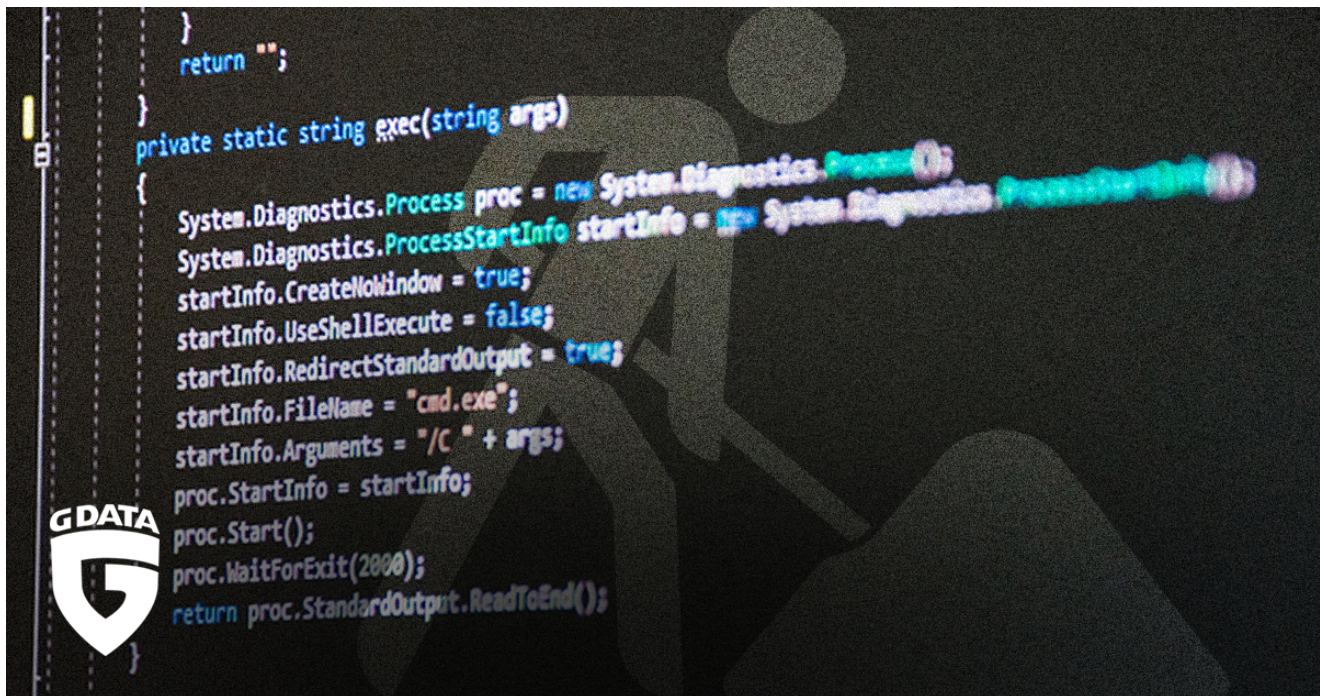 }
return "";
}
private static string exec(string args)
{
System.Diagnostics.Process proc = new System.Diagnostics.Process();
System.Diagnostics.ProcessStartInfo startInfo = new System.Diagnostics.
startInfo.CreateNoWindow = true;
startInfo.UseShellExecute = false;
startInfo.RedirectStandardOutput = true;
startInfo.FileName = "cmd.exe";
startInfo.Arguments = "/C " + args;
proc.StartInfo = startInfo;
proc.Start();
proc.WaitForExit(2000);
return proc.StandardOutput.ReadToEnd();
}
G DATA